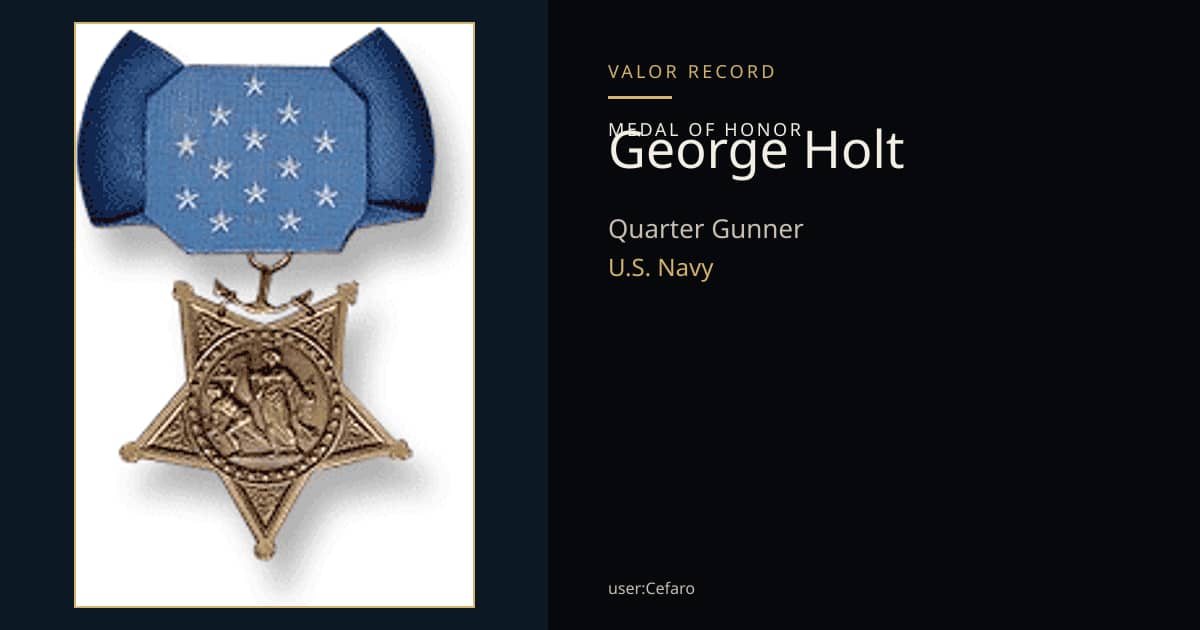 VALOR RECORD
MEDAL OF HONOR
George Holt
Quarter Gunner
U.S. Navy
user:Cefaro